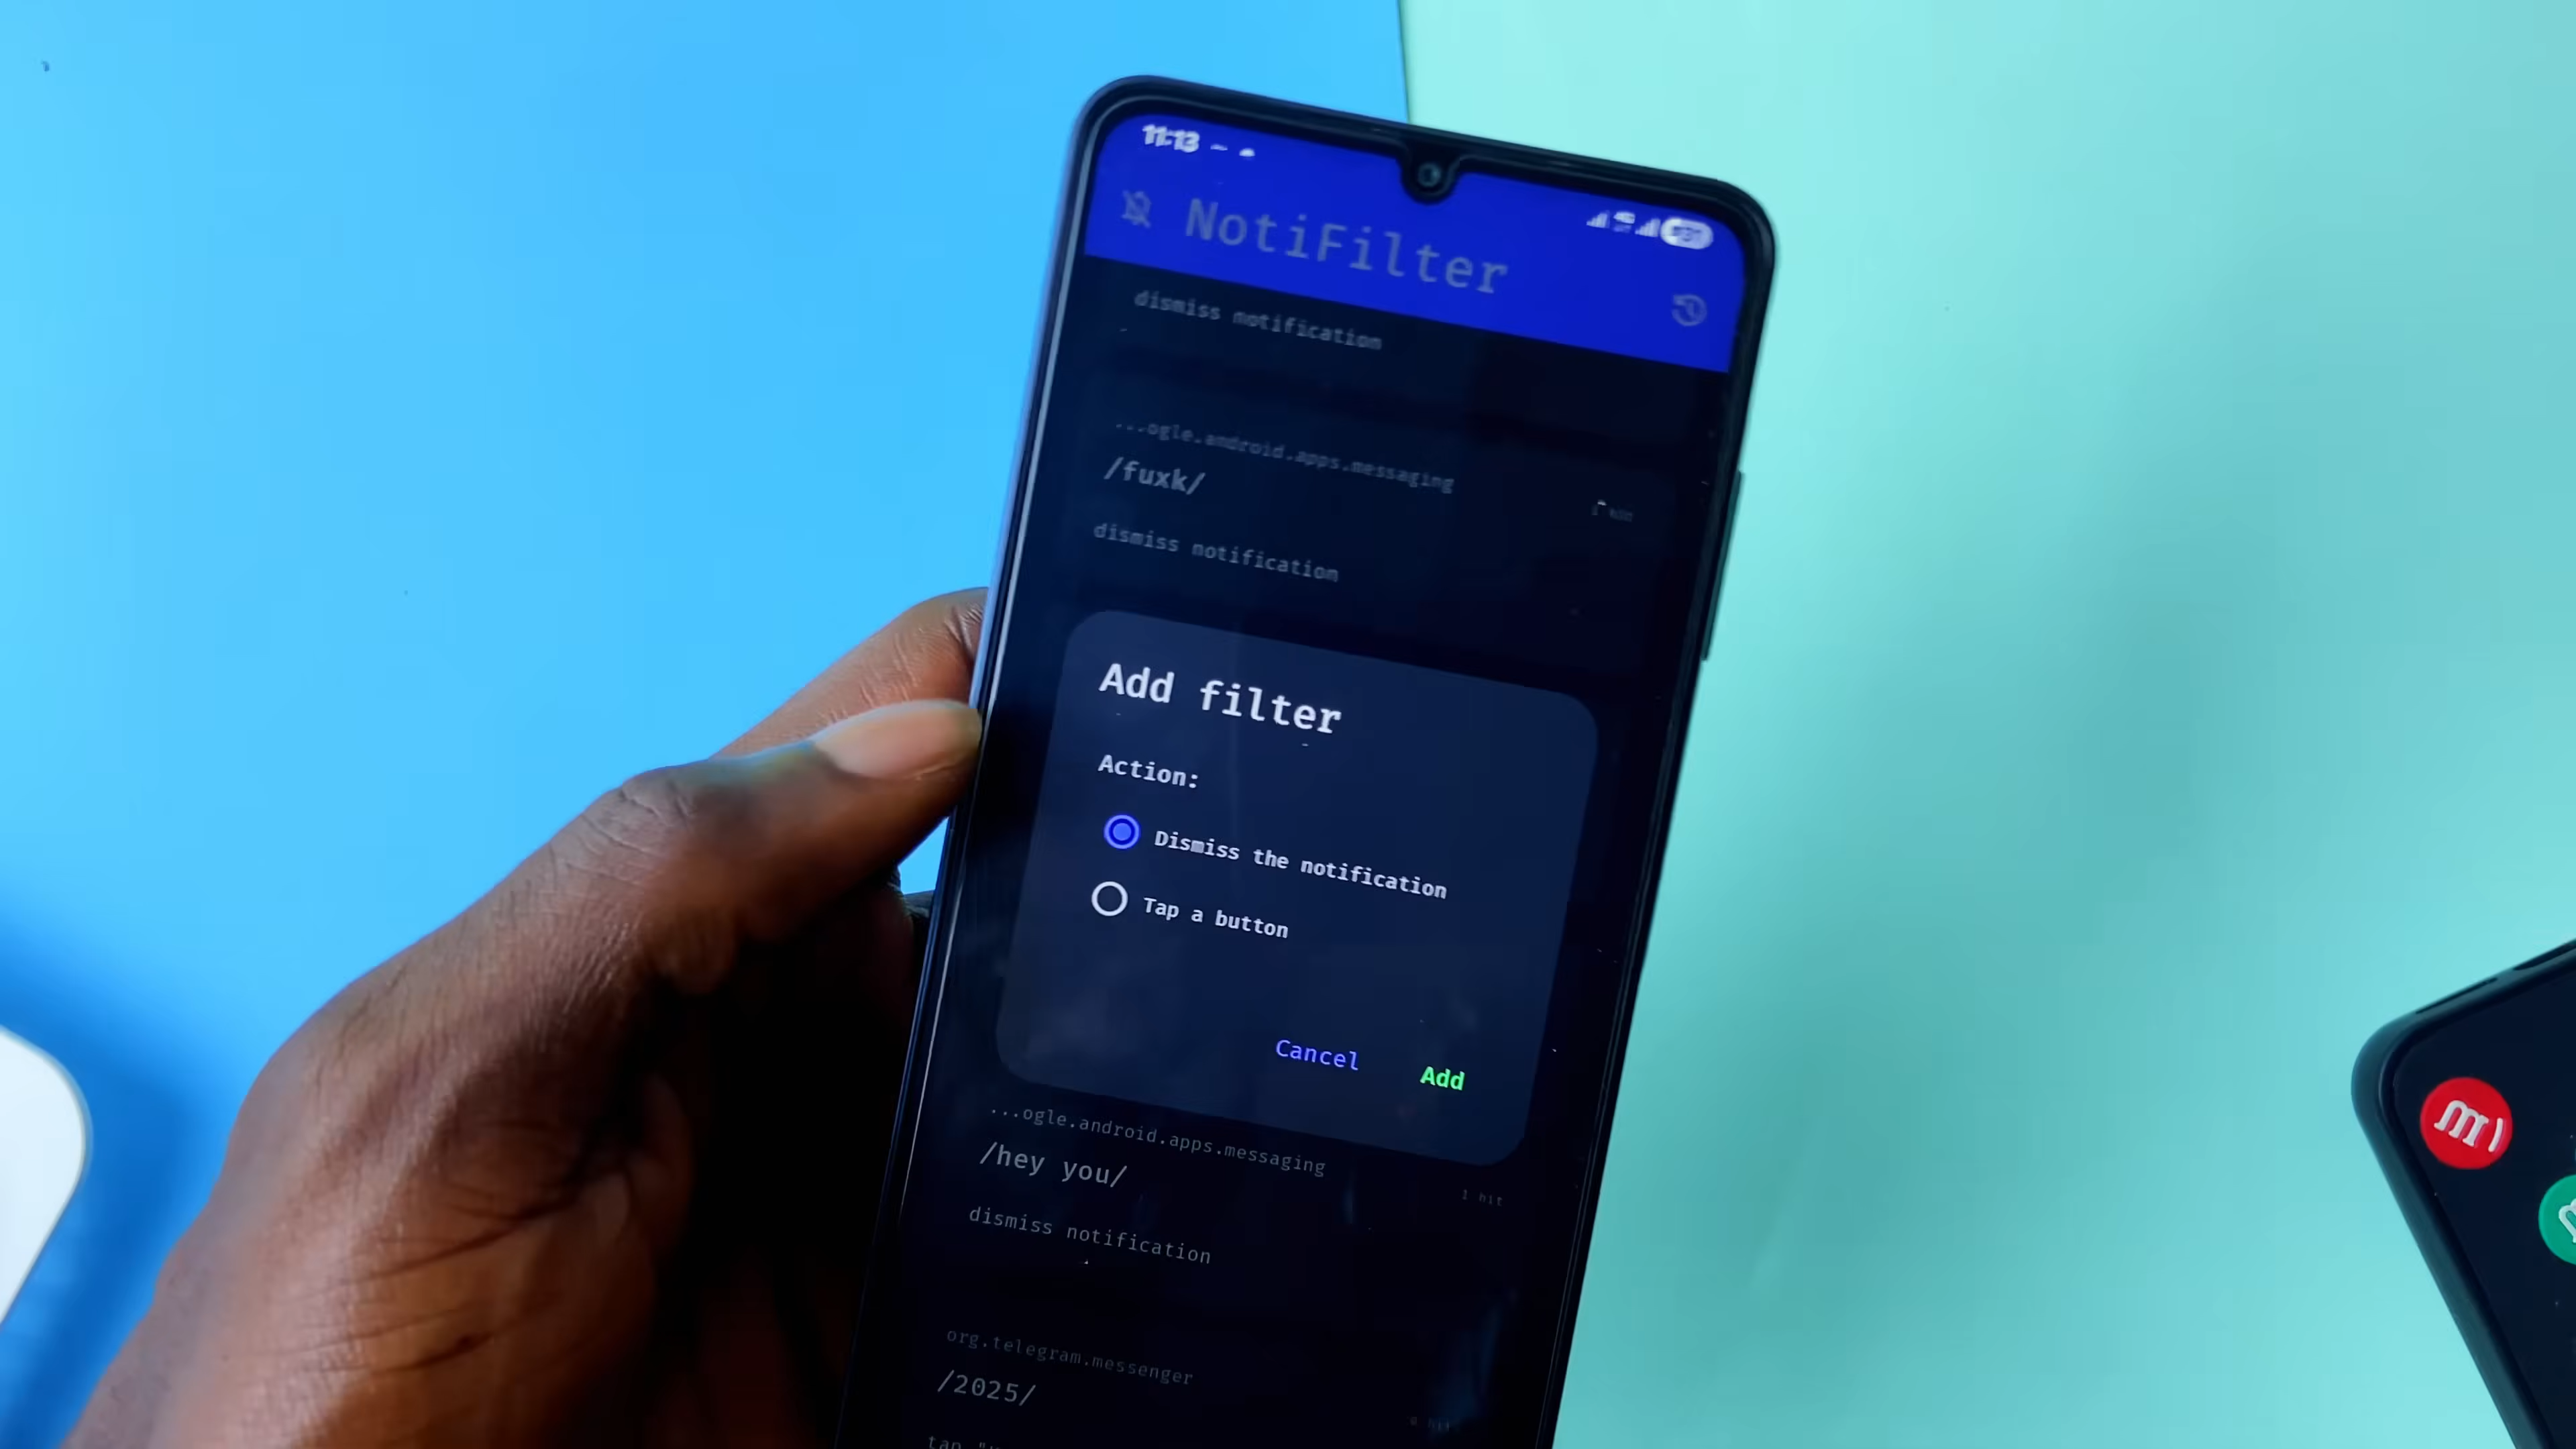 11:13
NotiFilter
dismiss notification
...ogle.android.apps.messaging
/fuxk/
dismiss notification
Add filter
Action:
Dismiss the notification
Tap a button
Cancel
Add
...ogle.android.apps.messaging
/hey you/
1 hit
dismiss notification
org.telegram.messenger
/2025/
tap